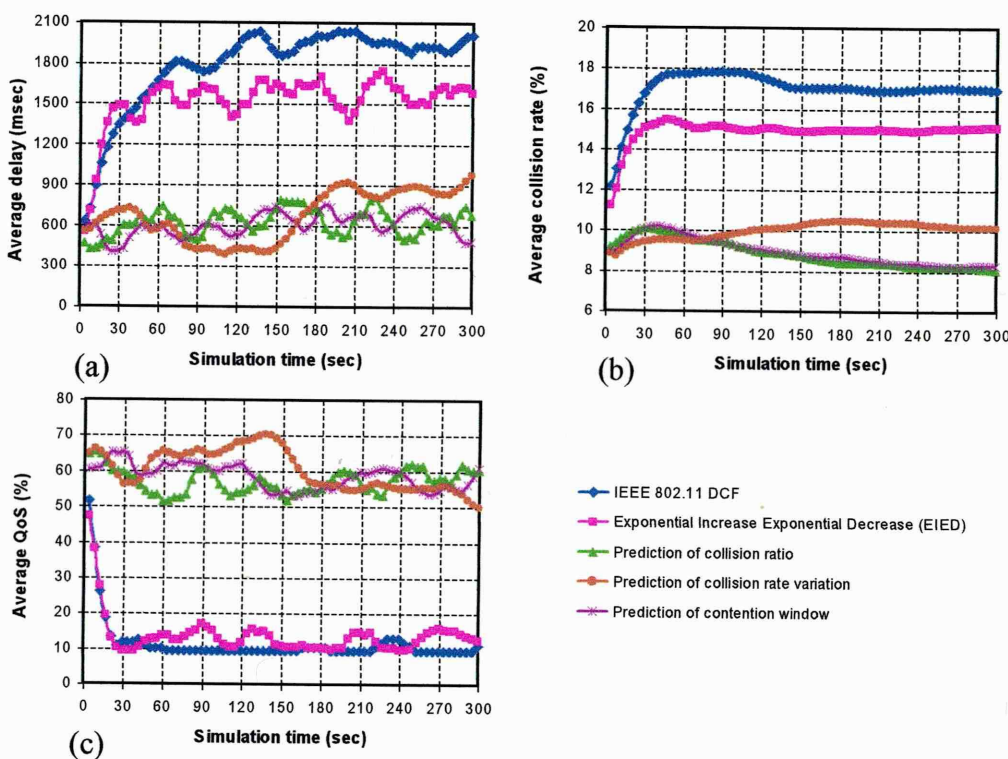 2100
1800
1500
1200
900
600
300
0
Average delay (msec)
0 30 60 90 120 150 180 210 240 270 300
Simulation time (sec)
(a)
20
18
16
14
12
10
8
6
Average collision rate (%)
0 30 60 90 120 150 180 210 240 270 300
Simulation time (sec)
(b)
80
70
60
50
40
30
20
10
0
Average QoS (%)
0 30 60 90 120 150 180 210 240 270 300
Simulation time (sec)
(c)
IEEE 802.11 DCF
Exponential Increase Exponential Decrease (EIED)
Prediction of collision ratio
Prediction of collision rate variation
Prediction of contention window